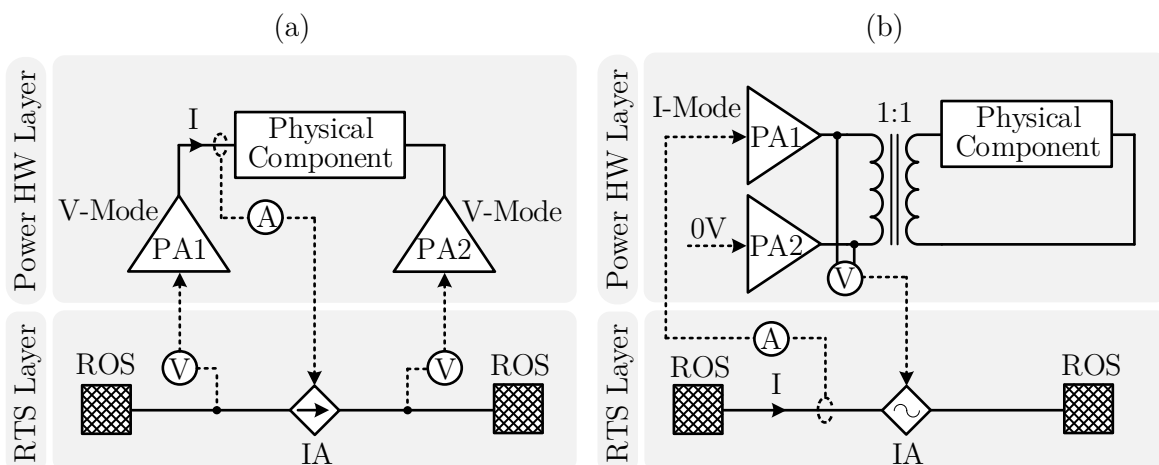 (a)
Power HW Layer
I
Physical
Component
V-Mode
A
V-Mode
PA1
PA2
RTS Layer
ROS
V
V
ROS
IA
(b)
Power HW Layer
I-Mode
1:1
PA1
Physical
Component
0V
PA2
V
RTS Layer
A
ROS
I
ROS
IA